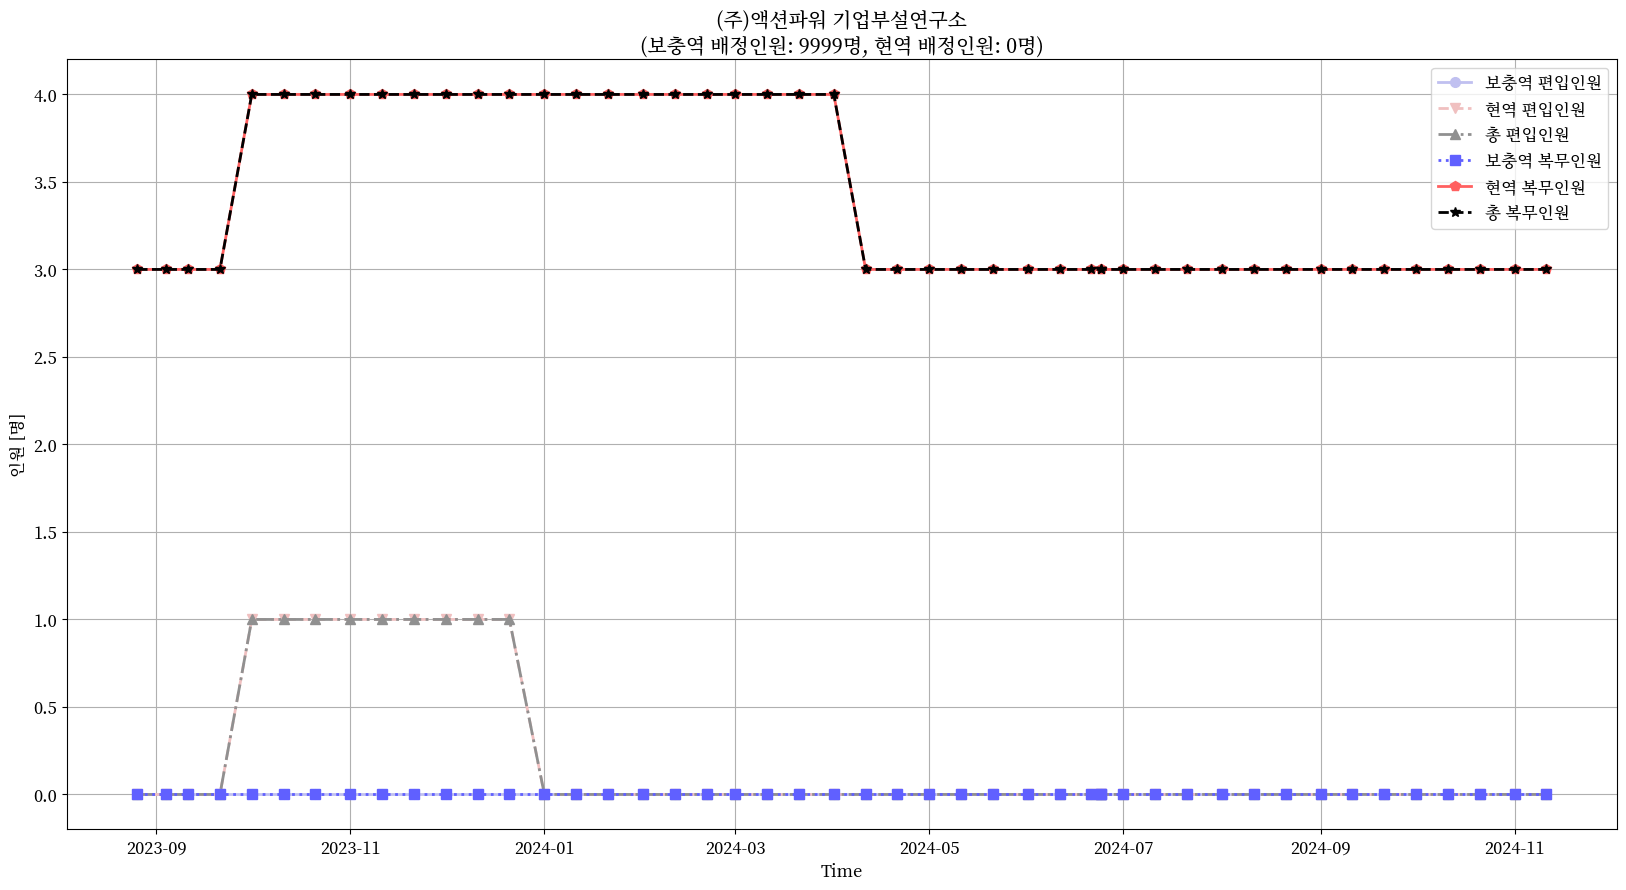 (주)액션파워 기업부설연구소
(보충역 배정인원: 9999명, 현역 배정인원: 0명)
보충역 편입인원
현역 편입인원
총 편입인원
보충역 복무인원
현역 복무인원
총 복무인원
4.0
3.5
3.0
2.5
2.0
1.5
1.0
0.5
0.0
인원 [명]
2023-09 2023-11 2024-01 2024-03 2024-05 2024-07 2024-09 2024-11
Time